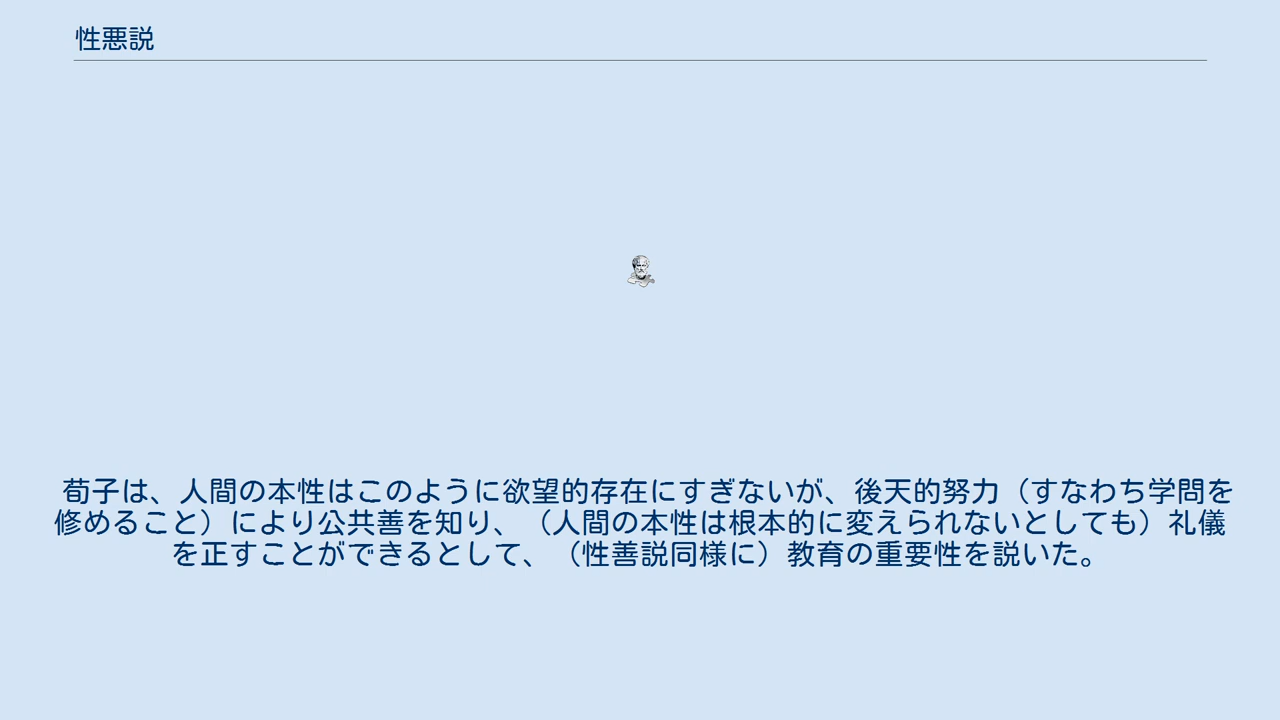 性悪説
荀子は、人間の本性はこのように欲望的存在にすぎないが、後天的努力（すなわち学問を
修めること）により公共善を知り、（人間の本性は根本的に変えられないとしても）礼儀
を正すことができるとして、（性善説同様に）教育の重要性を説いた。